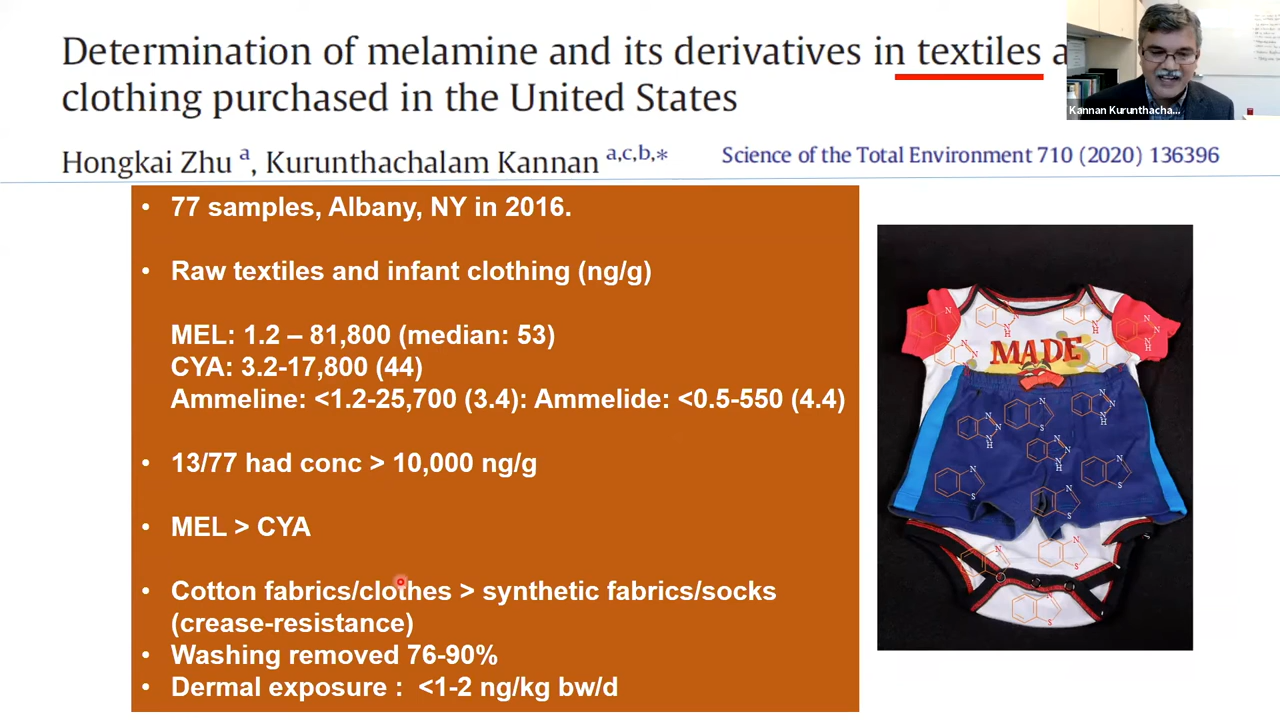 Determination of melamine and its derivatives in textiles a
clothing purchased in the United States
Kannan Kurunthacha...
Hongkai Zhu a, Kurunthachalam Kannan a,c,b,*
Science of the Total Environment 710 (2020) 136396
• 77 samples, Albany, NY in 2016.
• Raw textiles and infant clothing (ng/g)
MEL: 1.2 – 81,800 (median: 53)
CYA: 3.2-17,800 (44)
Ammeline: <1.2-25,700 (3.4): Ammelide: <0.5-550 (4.4)
• 13/77 had conc > 10,000 ng/g
• MEL > CYA
• Cotton fabrics/clothes > synthetic fabrics/socks
(crease-resistance)
• Washing removed 76-90%
• Dermal exposure : <1-2 ng/kg bw/d
MADE